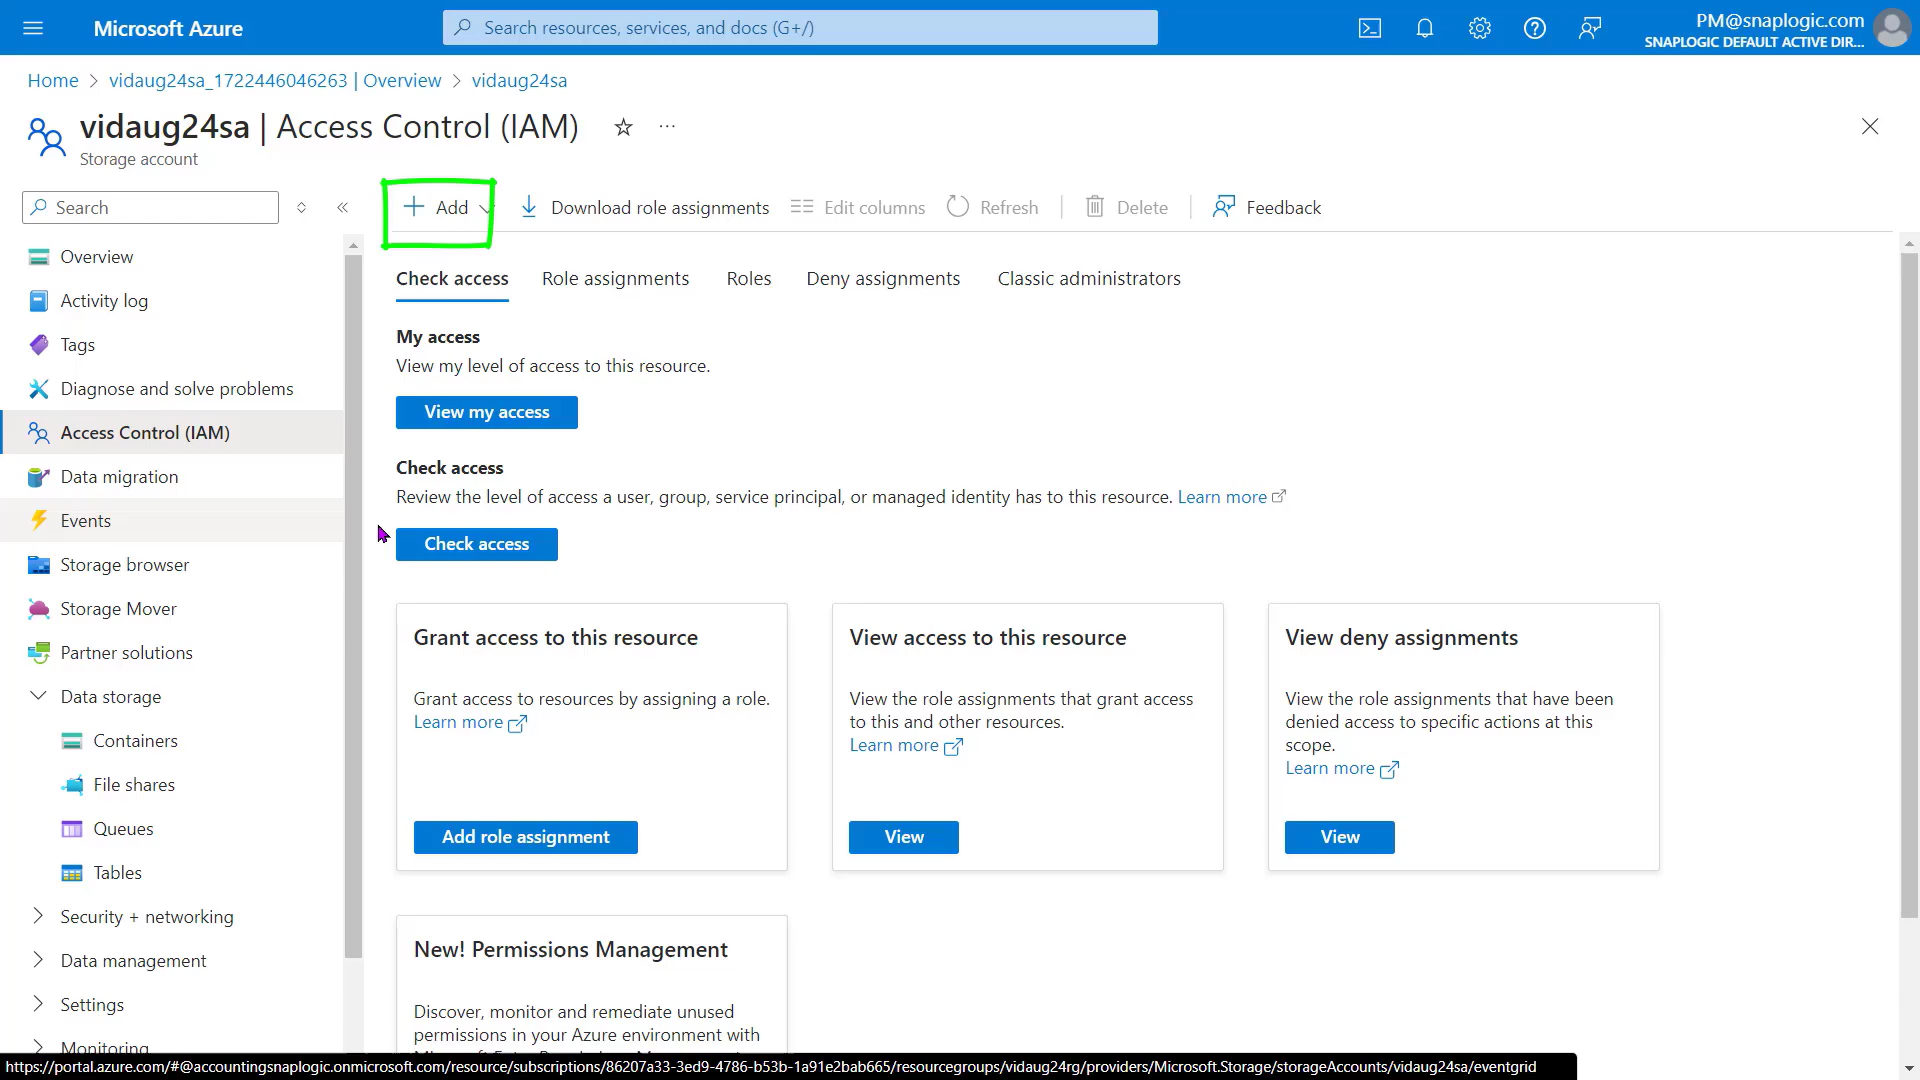 Microsoft Azure
Search resources, services, and docs (G+/)
PM@snaplogic.com
SNAPLOGIC DEFAULT ACTIVE DIR...
Home > vidaug24sa_1722446046263 | Overview > vidaug24sa
vidaug24sa | Access Control (IAM)
Storage account
Search
Add
Download role assignments
Edit columns
Refresh
Delete
Feedback
Overview
Activity log
Tags
Diagnose and solve problems
Access Control (IAM)
Data migration
Events
Storage browser
Storage Mover
Partner solutions
Data storage
Containers
File shares
Queues
Tables
Security + networking
Data management
Settings
Monitoring
Check access
Role assignments
Roles
Deny assignments
Classic administrators
My access
View my level of access to this resource.
View my access
Check access
Review the level of access a user, group, service principal, or managed identity has to this resource. Learn more
Check access
Grant access to this resource
Grant access to resources by assigning a role.
Learn more
Add role assignment
View access to this resource
View the role assignments that grant access
to this and other resources.
Learn more
View
View deny assignments
View the role assignments that have been
denied access to specific actions at this
scope.
Learn more
View
New! Permissions Management
Discover, monitor and remediate unused
permissions in your Azure environment with
https://portal.azure.com/#@accountingsnaplogic.onmicrosoft.com/resource/subscriptions/86207a33-3ed9-4786-b53b-1a91e2bab665/resourcegroups/vidaug24rg/providers/Microsoft.Storage/storageAccounts/vidaug24sa/eventgrid